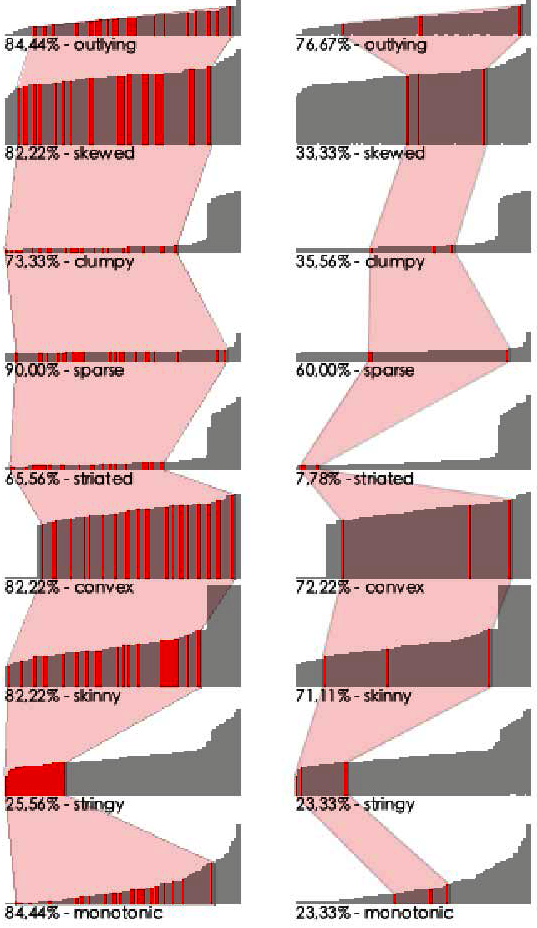 84,44% - outlying 76,67% - outlying
82,22% - skewed 33,33% - skewed
73,33% - clumpy 35,56% - clumpy
90,00% - sparse 60,00% - sparse
65,56% - striated 7,78% - striated
82,22% - convex 72,22% - convex
82,22% - skinny 71,11% - skinny
25,56% - stringy 23,33% - stringy
84,44% - monotonic 23,33% - monotonic